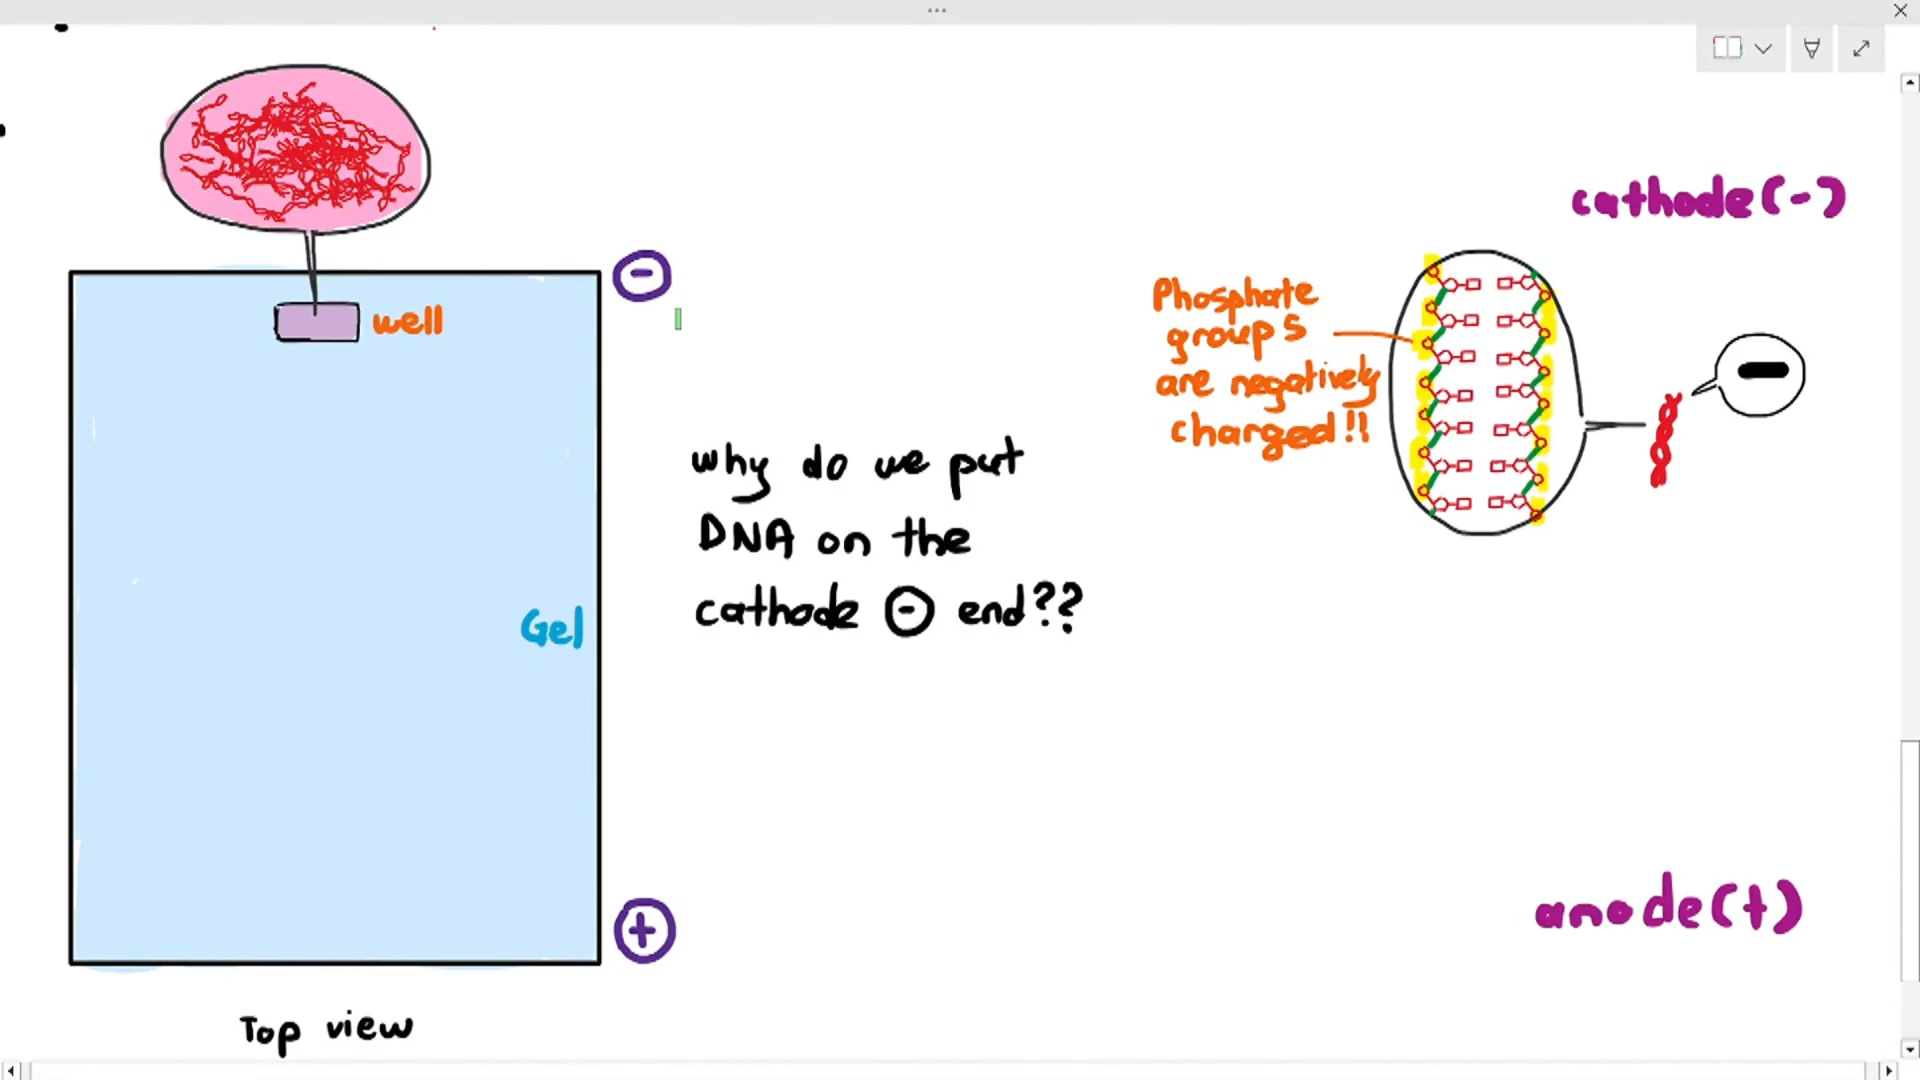 cathode(-)
Phosphate
groups
are negatively
charged!!
-
well
-
why do we put
DNA on the
cathode - end??
Gel
+
anode(+)
Top view